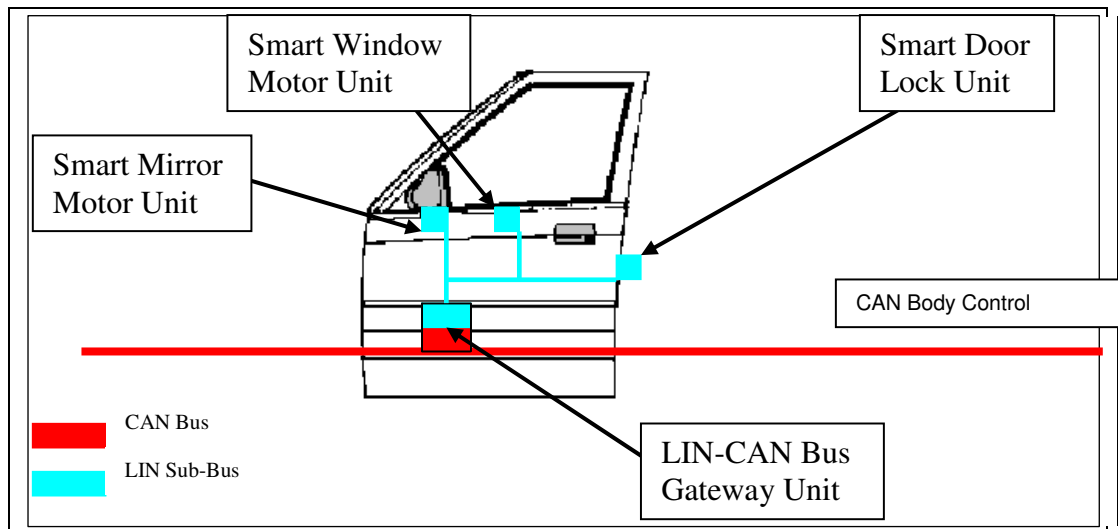 Smart Window
Motor Unit
Smart Door
Lock Unit
Smart Mirror
Motor Unit
CAN Body Control
CAN Bus
LIN Sub-Bus
LIN-CAN Bus
Gateway Unit